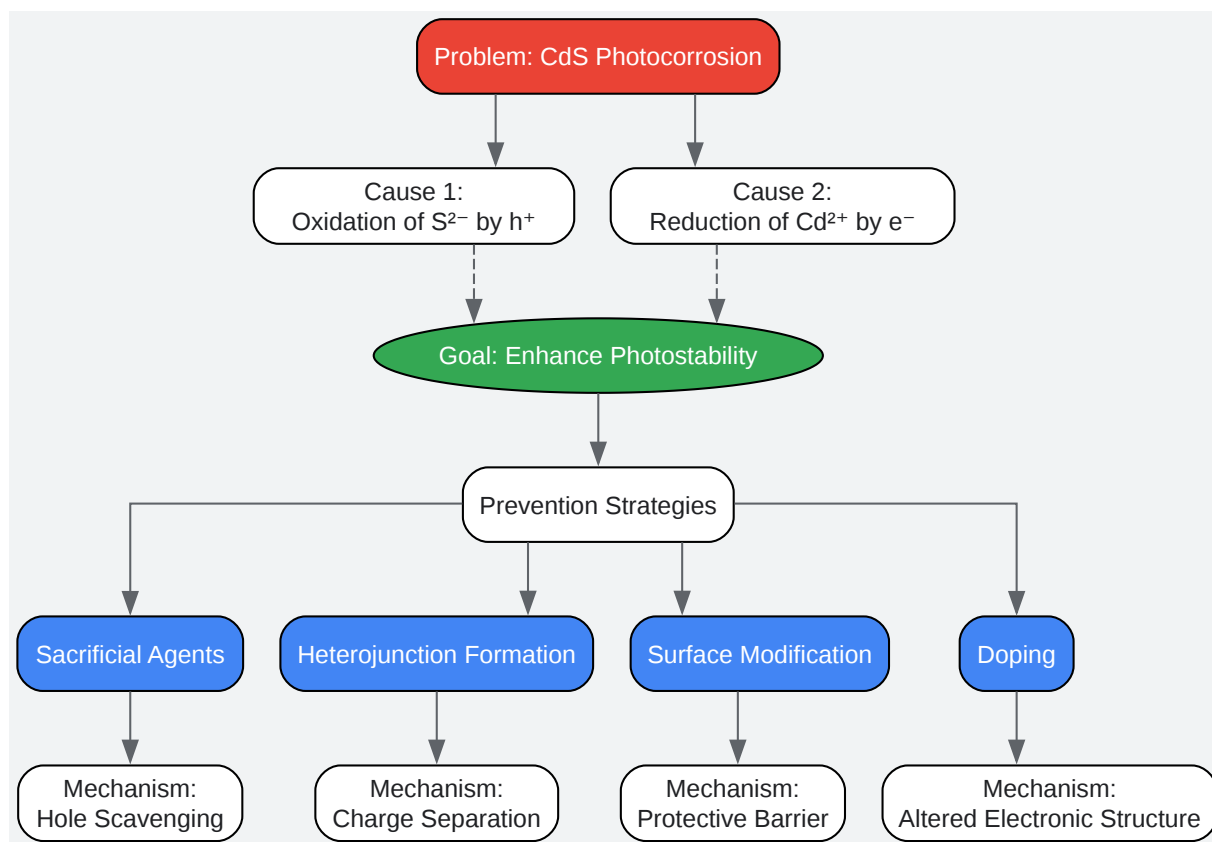 Problem: CdS Photocorrosion
Cause 1:
Oxidation of S²⁻ by h⁺
Cause 2:
Reduction of Cd²⁺ by e⁻
Goal: Enhance Photostability
Prevention Strategies
Sacrificial Agents
Heterojunction Formation
Surface Modification
Doping
Mechanism:
Hole Scavenging
Mechanism:
Charge Separation
Mechanism:
Protective Barrier
Mechanism:
Altered Electronic Structure